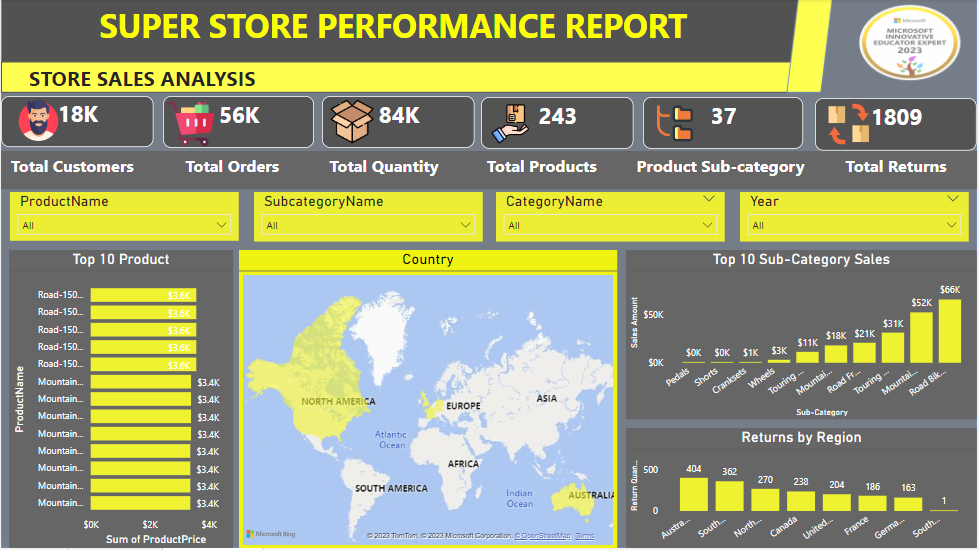 SUPER STORE PERFORMANCE REPORT
Microsoft
MICROSOFT
INNOVATIVE
EDUCATOR EXPERT
2023
STORE SALES ANALYSIS
18K
56K
84K
243
37
1809
Total Customers
Total Orders
Total Quantity
Total Products
Product Sub-category
Total Returns
ProductName
All
SubcategoryName
All
CategoryName
All
Year
All
Top 10 Product
ProductName
Road-150... $3.6K
Road-150... $3.6K
Road-150... $3.6K
Road-150... $3.6K
Road-150... $3.6K
Mountain... $3.4K
Mountain... $3.4K
Mountain... $3.4K
Mountain... $3.4K
Mountain... $3.4K
Mountain... $3.4K
Mountain... $3.4K
Mountain... $3.4K
$0K $2K $4K
Sum of ProductPrice
Country
NORTH AMERICA
EUROPE
ASIA
Atlantic
Ocean
AFRICA
SOUTH AMERICA
Indian
Ocean
AUSTRALIA
Microsoft Bing
© 2023 TomTom, © 2023 Microsoft Corporation, © OpenStreetMap Terms
Top 10 Sub-Category Sales
Sales Amount
$50K
$0K
$0K $0K $1K $3K $11K $18K $21K $31K $52K $66K
Pedals Shorts Cranksets Wheels Touring ... Mountai... Road Fr... Touring ... Mountai... Road Bik...
Sub-Category
Returns by Region
Return Quan...
500
0
404 362 270 238 204 186 163 1
Austra... South... North... Canada United... France Germa... South...